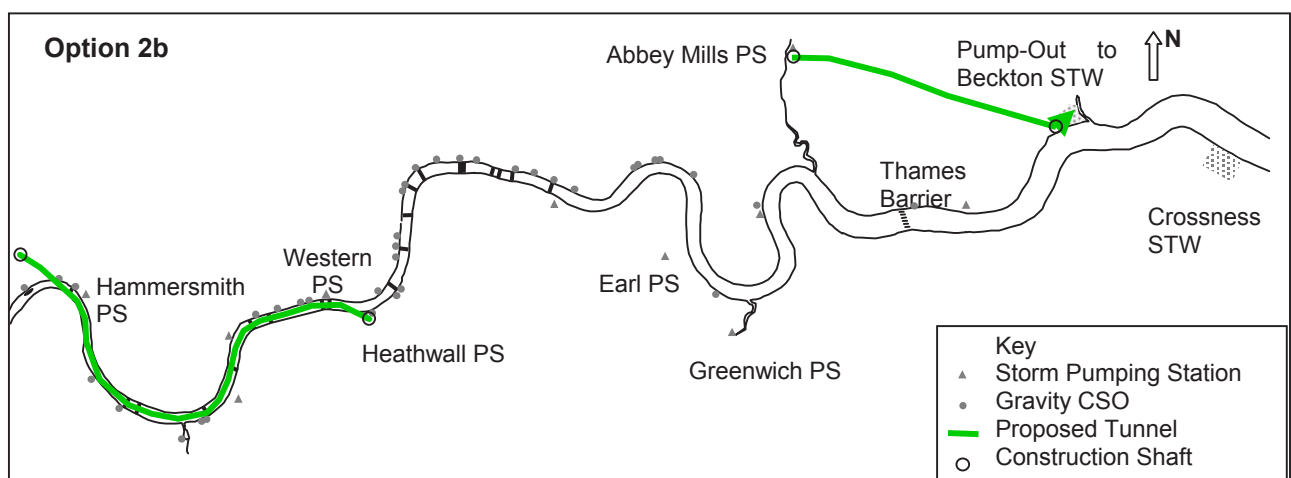 Option 2b
Abbey Mills PS
Pump-Out to
Beckton STW
N
Thames
Barrier
Crossness
STW
Western
PS
Hammersmith
PS
Earl PS
Heathwall PS
Greenwich PS
Key
Storm Pumping Station
Gravity CSO
Proposed Tunnel
Construction Shaft